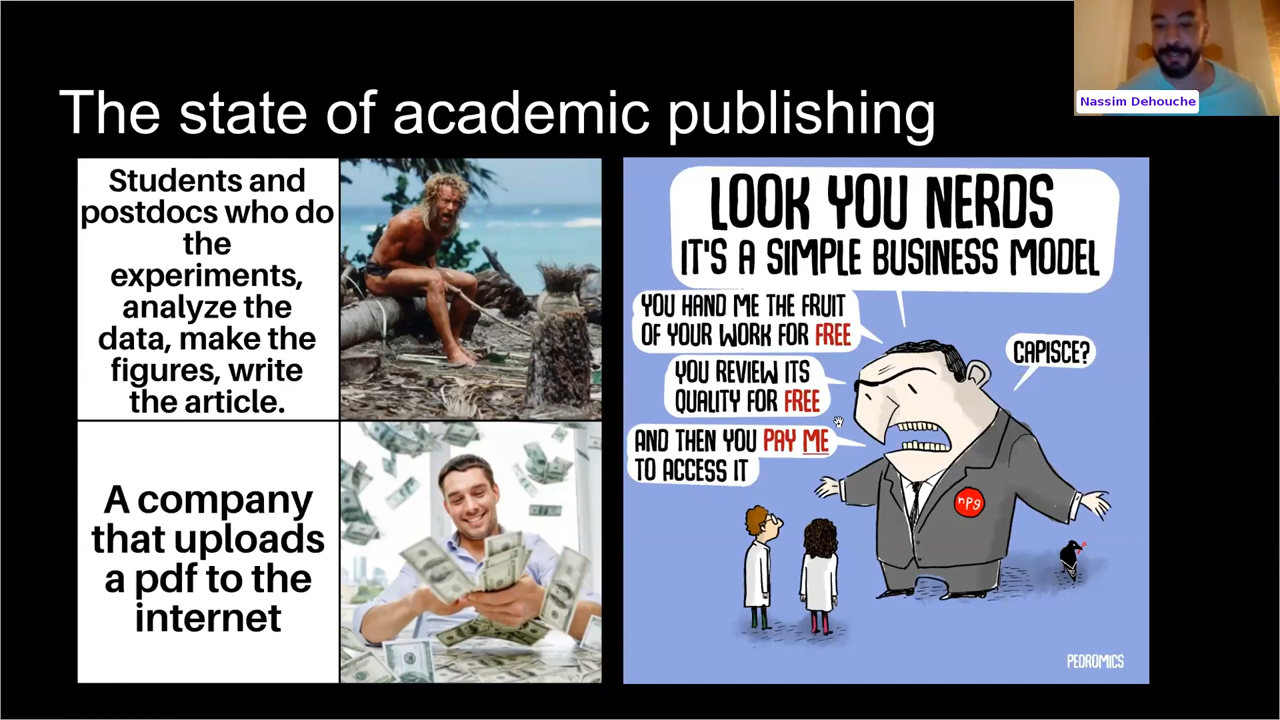 Nassim Dehouche
The state of academic publishing
Students and
postdocs who do
the
experiments,
analyze the
data, make the
figures, write
the article.
A company
that uploads
a pdf to the
internet
LOOK YOU NERDS
IT'S A SIMPLE BUSINESS MODEL
YOU HAND ME THE FRUIT
OF YOUR WORK FOR FREE
CAPISCE?
YOU REVIEW ITS
QUALITY FOR FREE
AND THEN YOU PAY ME
TO ACCESS IT
npg
PEDROMICS